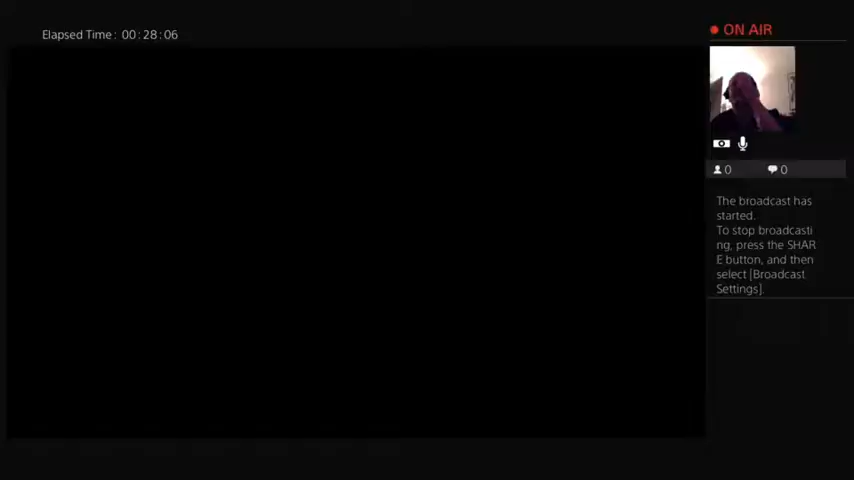 Elapsed Time: 00:28:06
ON AIR
0 0
The broadcast has
started.
To stop broadcasti
ng, press the SHAR
E button, and then
select [Broadcast
Settings].